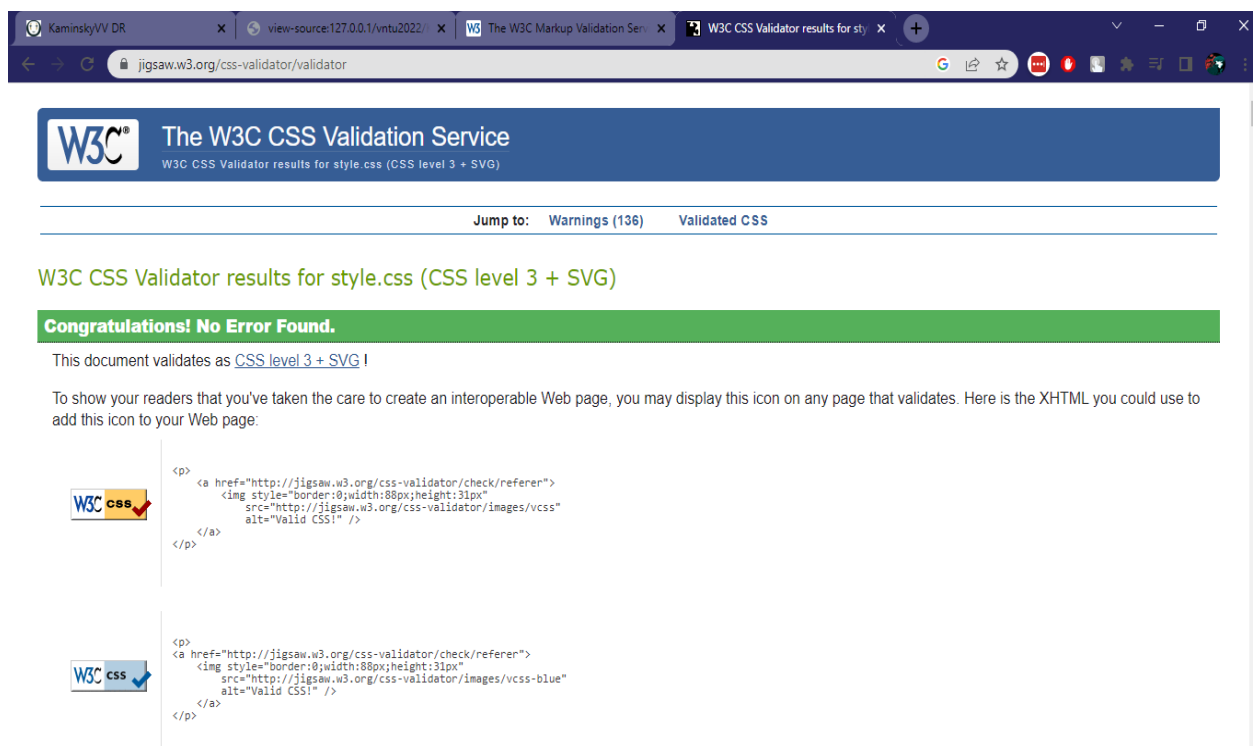 KaminskyVV DR
view-source:127.0.0.1/vntu2022/
The W3C Markup Validation Serv
W3C CSS Validator results for sty
jigsaw.w3.org/css-validator/validator
W3C®
The W3C CSS Validation Service
W3C CSS Validator results for style.css (CSS level 3 + SVG)
Jump to: Warnings (136) Validated CSS
W3C CSS Validator results for style.css (CSS level 3 + SVG)
Congratulations! No Error Found.
This document validates as CSS level 3 + SVG !
To show your readers that you've taken the care to create an interoperable Web page, you may display this icon on any page that validates. Here is the XHTML you could use to
add this icon to your Web page:
W3C css
<p>
<a href="http://jigsaw.w3.org/css-validator/check/referer">
<img style="border:0;width:88px;height:31px"
src="http://jigsaw.w3.org/css-validator/images/vcss"
alt="Valid CSS!" />
</a>
</p>
W3C css
<p>
<a href="http://jigsaw.w3.org/css-validator/check/referer">
<img style="border:0;width:88px;height:31px"
src="http://jigsaw.w3.org/css-validator/images/vcss-blue"
alt="Valid CSS!" />
</a>
</p>